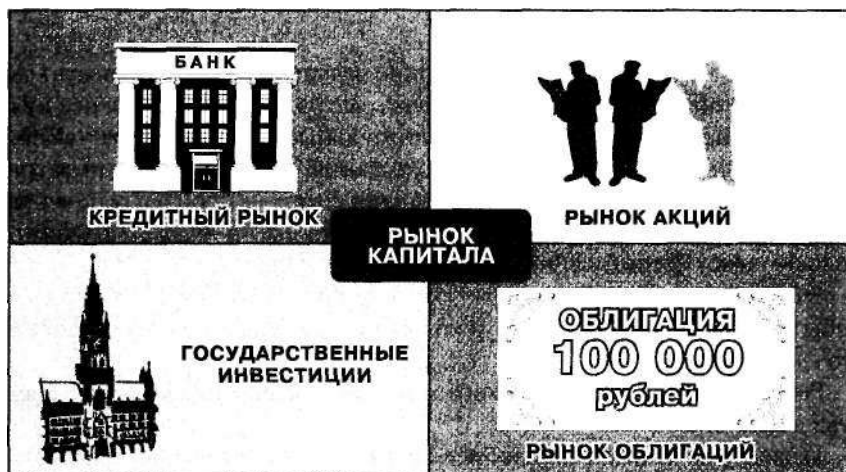 БАНК
КРЕДИТНЫЙ РЫНОК
РЫНОК АКЦИЙ
РЫНОК
КАПИТАЛА
ГОСУДАРСТВЕННЫЕ
ИНВЕСТИЦИИ
ОБЛИГАЦИЯ
100 000
рублей
РЫНОК ОБЛИГАЦИЙ